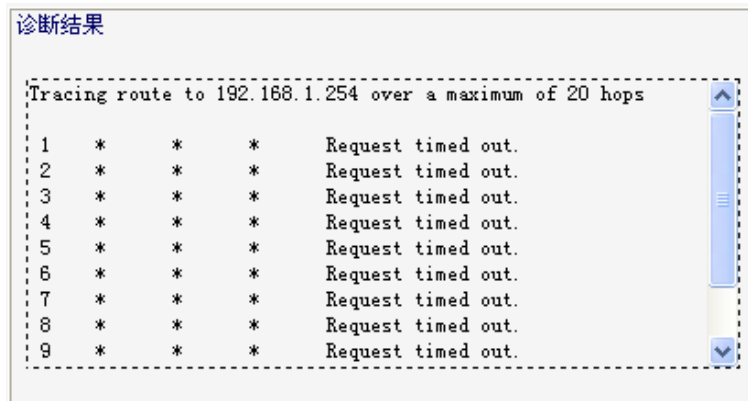 诊断结果
Tracing route to 192.168.1.254 over a maximum of 20 hops
1 * * * Request timed out.
2 * * * Request timed out.
3 * * * Request timed out.
4 * * * Request timed out.
5 * * * Request timed out.
6 * * * Request timed out.
7 * * * Request timed out.
8 * * * Request timed out.
9 * * * Request timed out.